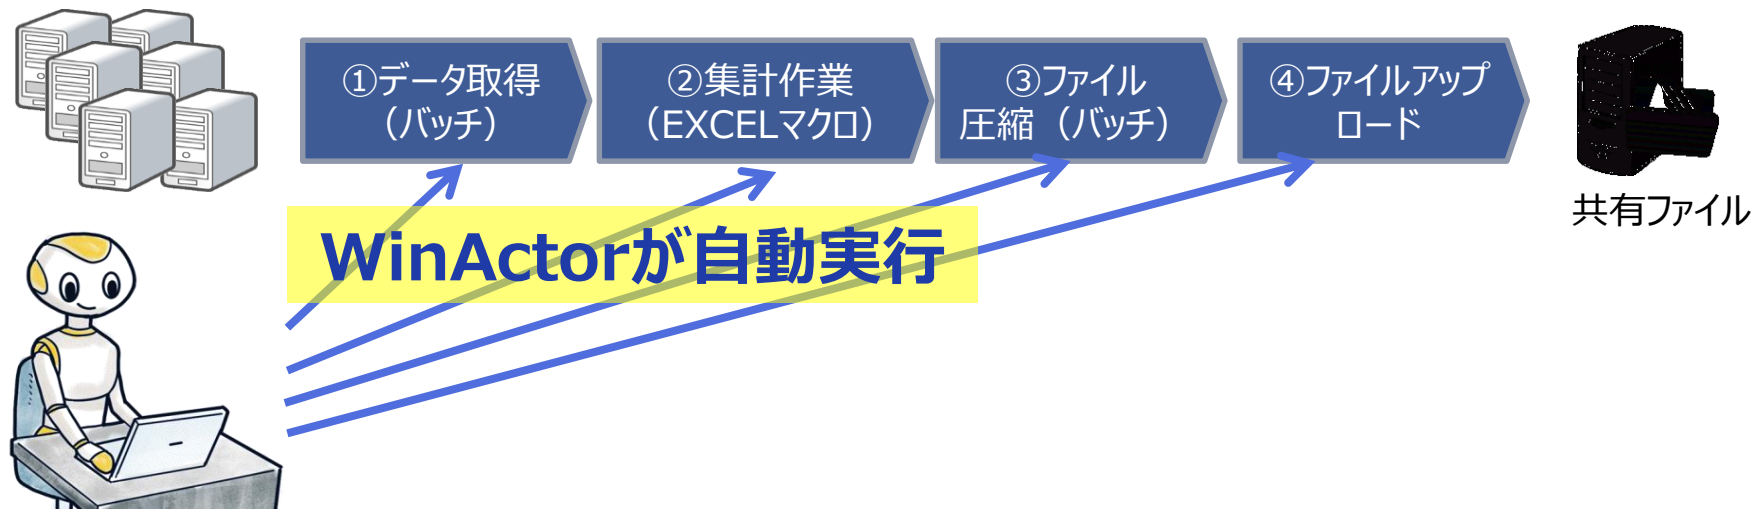 ①データ取得
（バッチ）
②集計作業
（EXCELマクロ）
③ファイル
圧縮（バッチ）
④ファイルアップ
ロード
共有ファイル
WinActorが自動実行